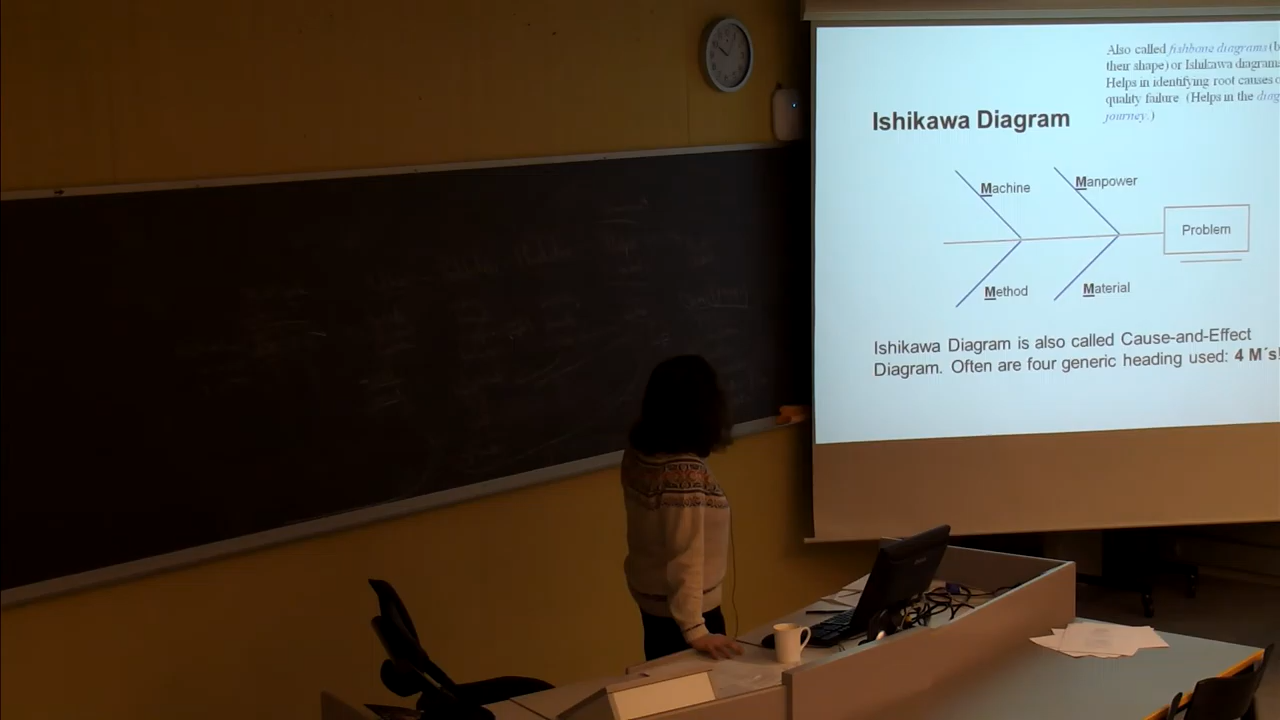 Also called fishbone diagrams (b
their shape) or Ishikawa diagrams
Helps in identifying root causes o
quality failure (Helps in the diag
journey.)
Ishikawa Diagram
Machine
Manpower
Problem
Method
Material
Ishikawa Diagram is also called Cause-and-Effect
Diagram. Often are four generic heading used: 4 M´s!